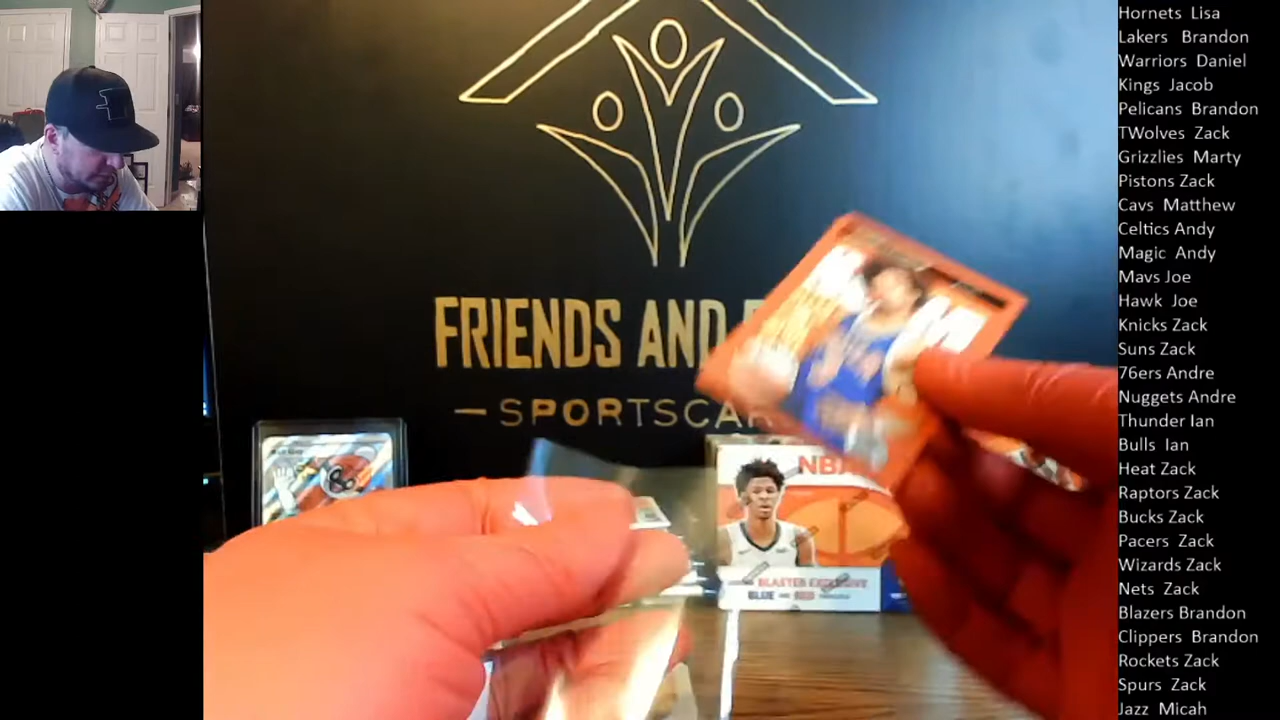 FRIENDS AND
SPORTSCAR
NBA
BLASTER EXCLUSIVE
BLUE AND RED
Hornets Lisa
Lakers Brandon
Warriors Daniel
Kings Jacob
Pelicans Brandon
TWolves Zack
Grizzlies Marty
Pistons Zack
Cavs Matthew
Celtics Andy
Magic Andy
Mavs Joe
Hawk Joe
Knicks Zack
Suns Zack
76ers Andre
Nuggets Andre
Thunder Ian
Bulls Ian
Heat Zack
Raptors Zack
Bucks Zack
Pacers Zack
Wizards Zack
Nets Zack
Blazers Brandon
Clippers Brandon
Rockets Zack
Spurs Zack
Jazz Micah